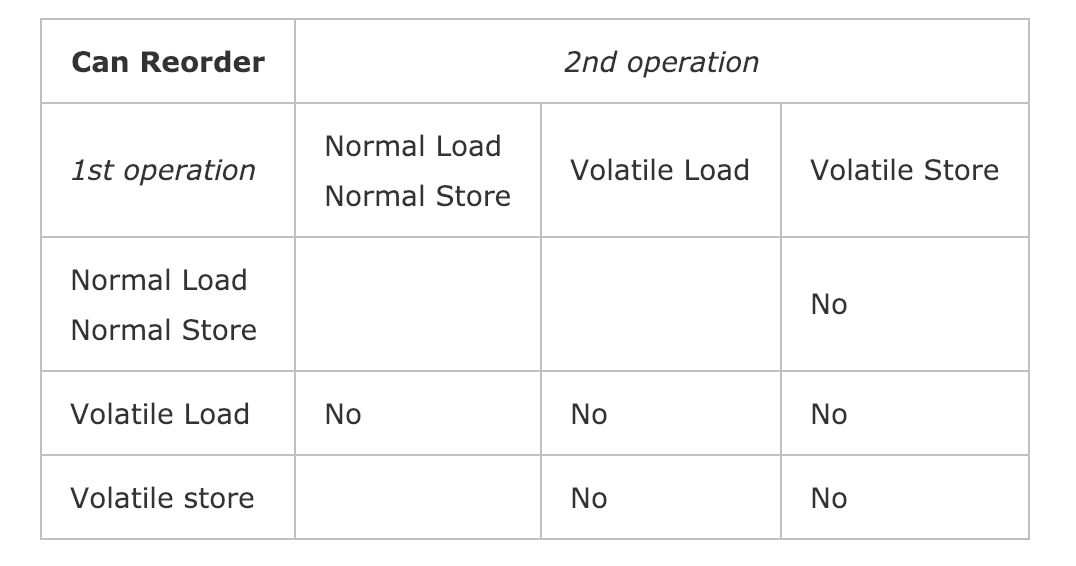 Can Reorder
2nd operation
1st operation
Normal Load
Normal Store
Volatile Load
Volatile Store
Normal Load
Normal Store
No
Volatile Load
No
No
No
Volatile store
No
No